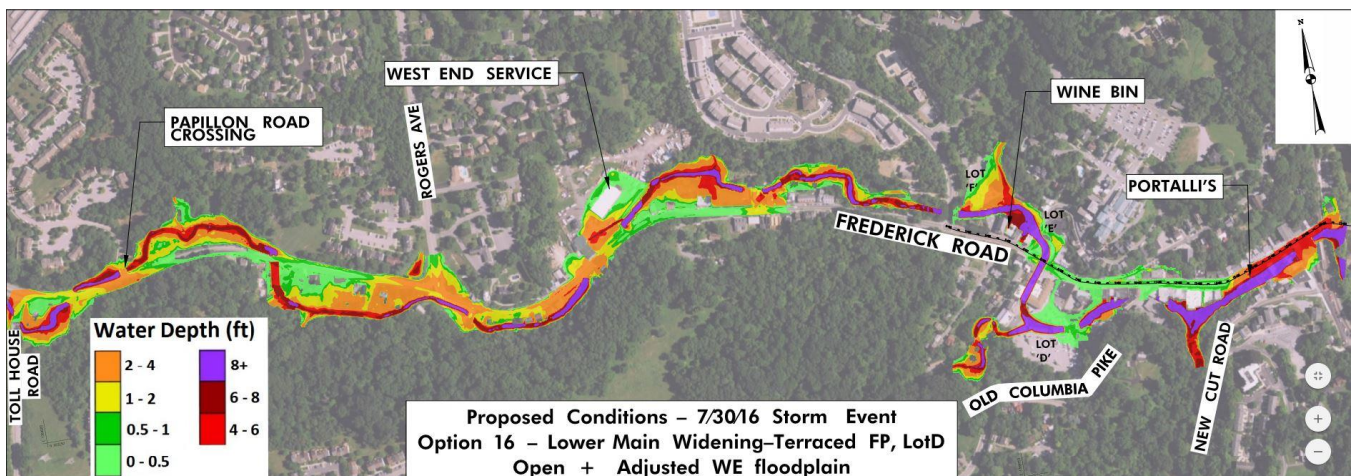 N
WEST END SERVICE
WINE BIN
PAPILLON ROAD
CROSSING
ROGERS AVE
LOT
'F'
PORTALLI'S
LOT
'E'
FREDERICK ROAD
Water Depth (ft)
2 - 4
8+
1 - 2
6 - 8
0.5 - 1
4 - 6
0 - 0.5
TOLL HOUSE
ROAD
LOT
'D'
OLD COLUMBIA PIKE
NEW CUT ROAD
Proposed Conditions – 7/30/16 Storm Event
Option 16 – Lower Main Widening–Terraced FP, LotD
Open + Adjusted WE floodplain
+
−